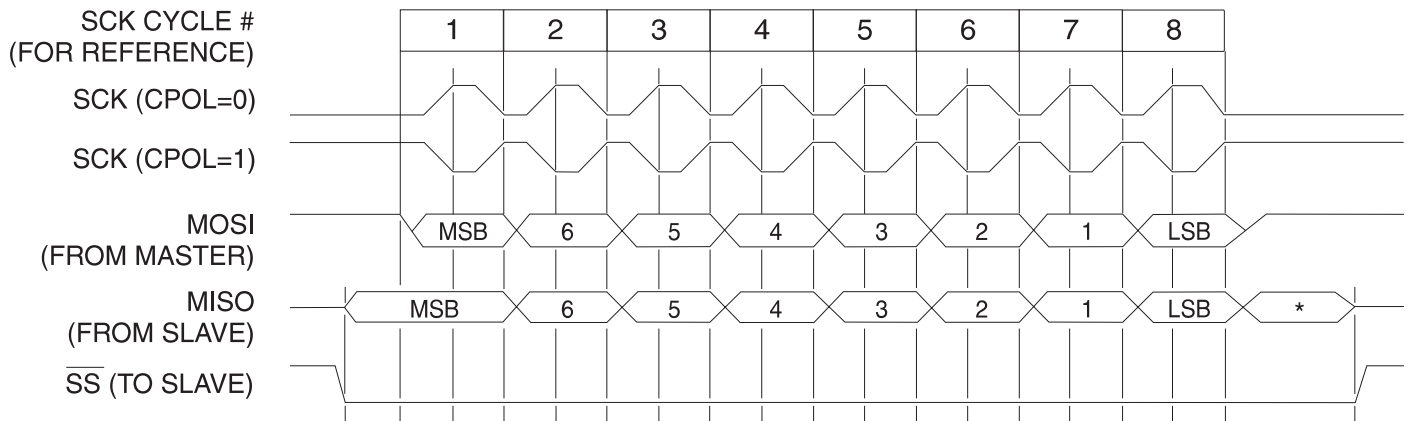 SCK CYCLE #
(FOR REFERENCE)
1 2 3 4 5 6 7 8
SCK (CPOL=0)
SCK (CPOL=1)
MOSI
(FROM MASTER)
MSB 6 5 4 3 2 1 LSB
MISO
(FROM SLAVE)
MSB 6 5 4 3 2 1 LSB *
S̅S̅ (TO SLAVE)